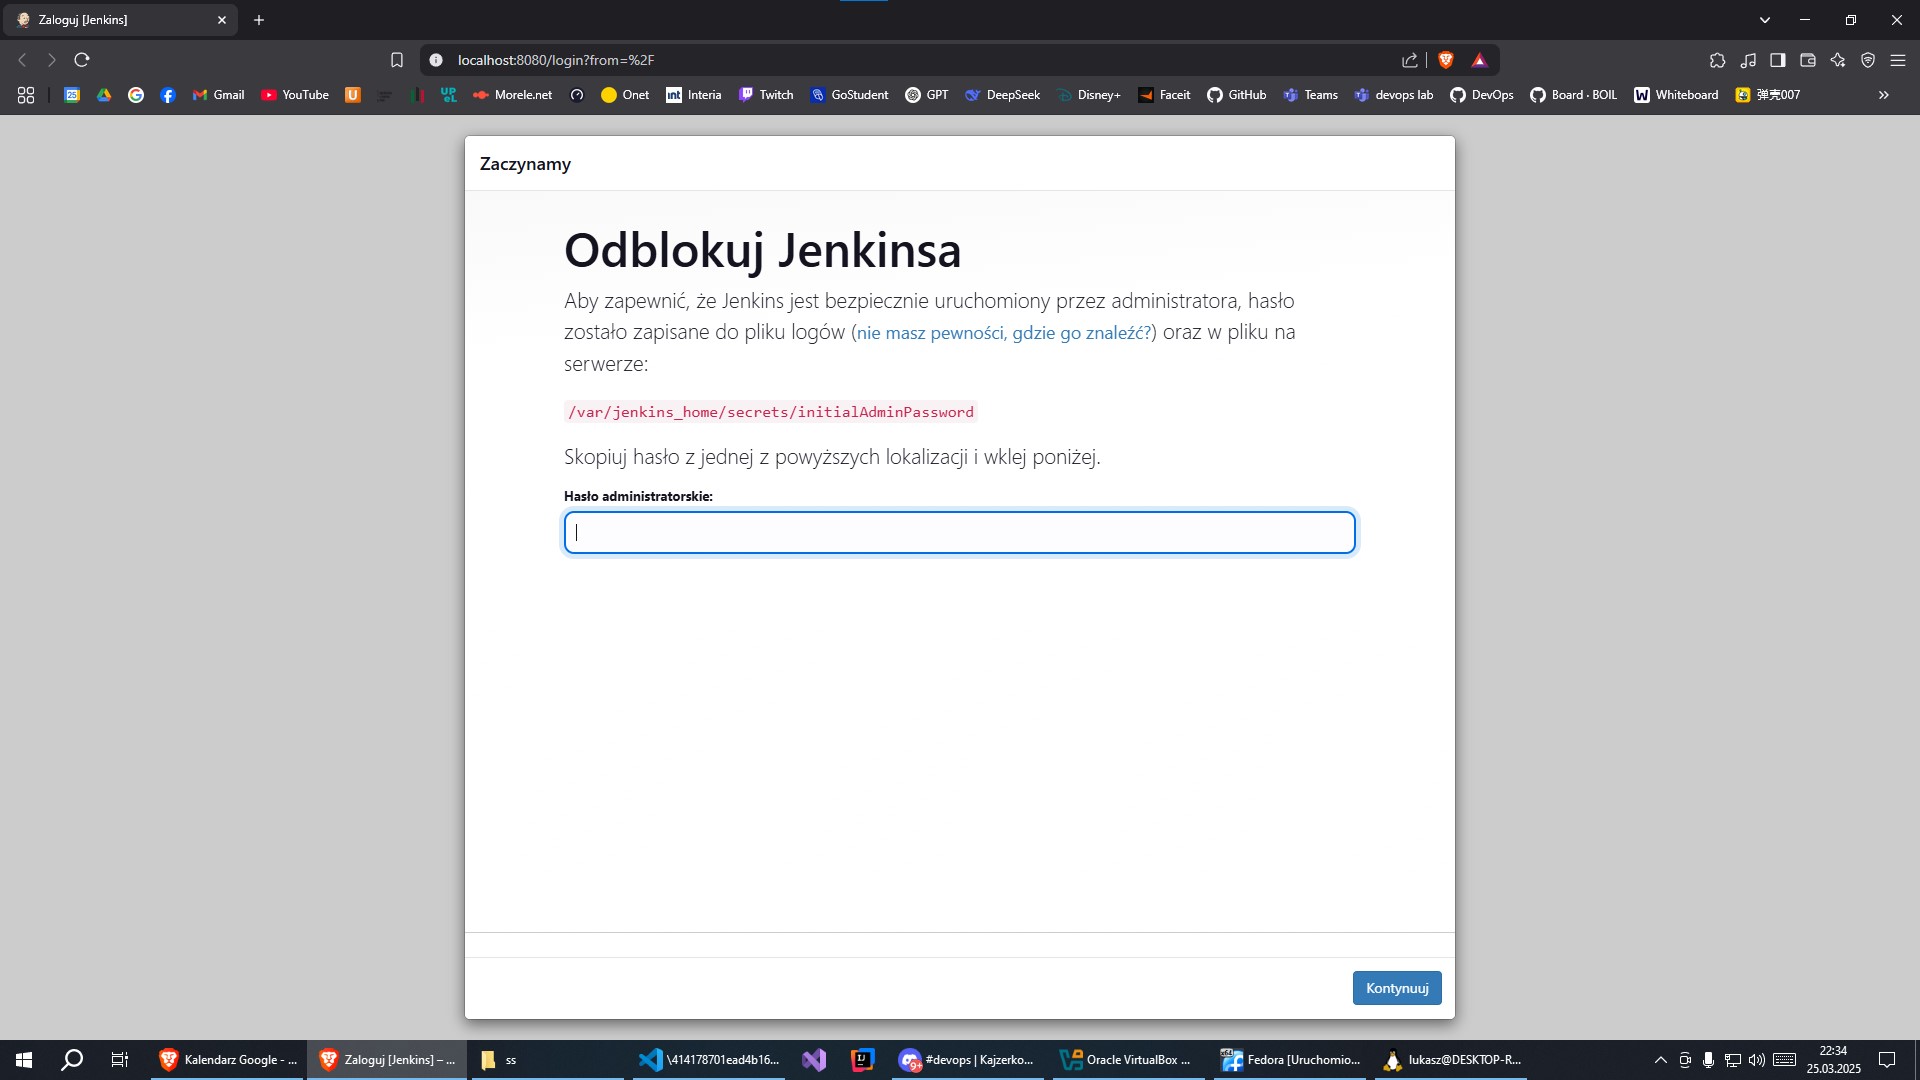 Zaloguj [Jenkins]
localhost:8080/login?from=%2F
25 Gmail YouTube UPeL Morele.net Onet int Interia Twitch GoStudent GPT DeepSeek Disney+ Faceit GitHub Teams devops lab DevOps Board · BOIL W Whiteboard 弹壳007
Zaczynamy
Odblokuj Jenkinsa
Aby zapewnić, że Jenkins jest bezpiecznie uruchomiony przez administratora, hasło
zostało zapisane do pliku logów (nie masz pewności, gdzie go znaleźć?) oraz w pliku na
serwerze:
/var/jenkins_home/secrets/initialAdminPassword
Skopiuj hasło z jednej z powyższych lokalizacji i wklej poniżej.
Hasło administratorskie:
Kontynuuj
Kalendarz Google - ... Zaloguj [Jenkins] – ... ss \414178701ead4b16... #devops | Kajzerko... Oracle VirtualBox ... Fedora [Uruchomio... lukasz@DESKTOP-R... 22:34
25.03.2025